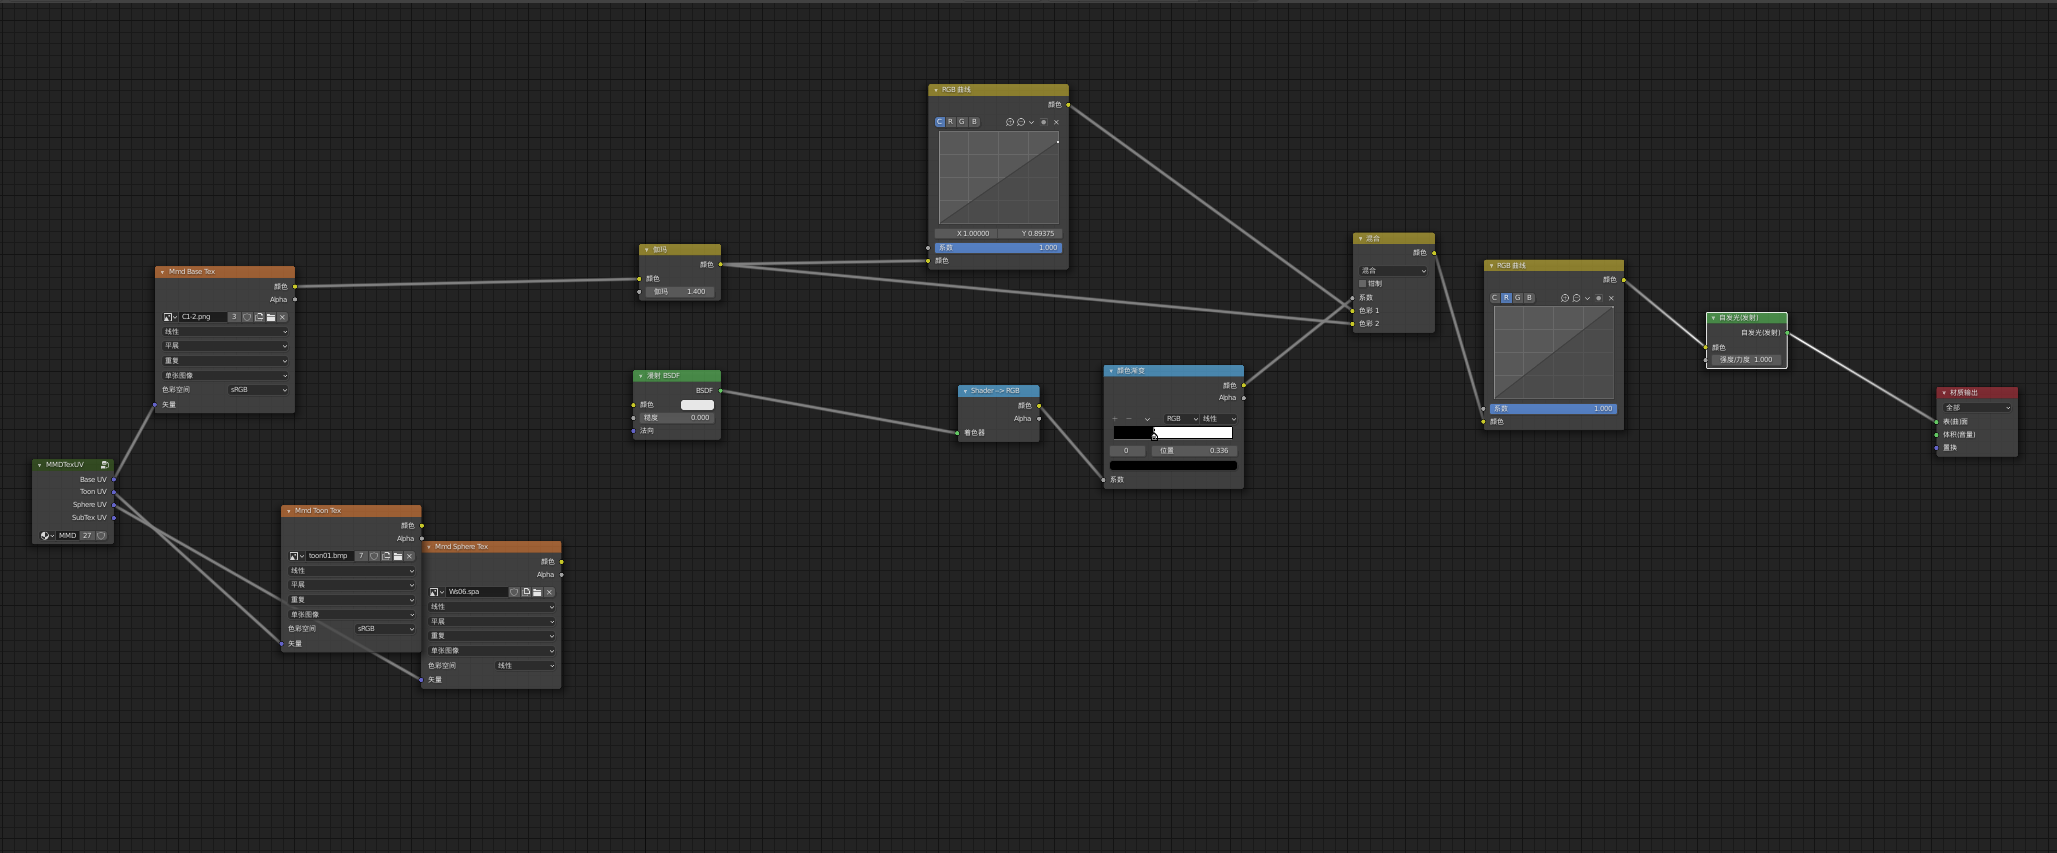 RGB 曲线
颜色
C R G B
X 1.00000 Y 0.89375
系数 1.000
颜色
伽玛
颜色
颜色
伽玛 1.400
混合
颜色
混合
钳制
系数
色彩 1
色彩 2
RGB 曲线
颜色
C R G B
系数 1.000
颜色
Mmd Base Tex
颜色
Alpha
C1-2.png 3
线性
平展
重复
单张图像
色彩空间 sRGB
矢量
自发光(发射)
自发光(发射)
颜色
强度/力度 1.000
漫射 BSDF
BSDF
颜色
糙度 0.000
法向
Shader --> RGB
颜色
Alpha
着色器
颜色渐变
颜色
Alpha
RGB 线性
0 位置 0.336
系数
材质输出
全部
表(曲)面
体积(音量)
置换
MMDTexUV
Base UV
Toon UV
Sphere UV
SubTex UV
MMD 27
Mmd Toon Tex
颜色
Alpha
toon01.bmp 7
线性
平展
重复
单张图像
色彩空间 sRGB
矢量
Mmd Sphere Tex
颜色
Alpha
Ws06.spa
线性
平展
重复
单张图像
色彩空间 线性
矢量